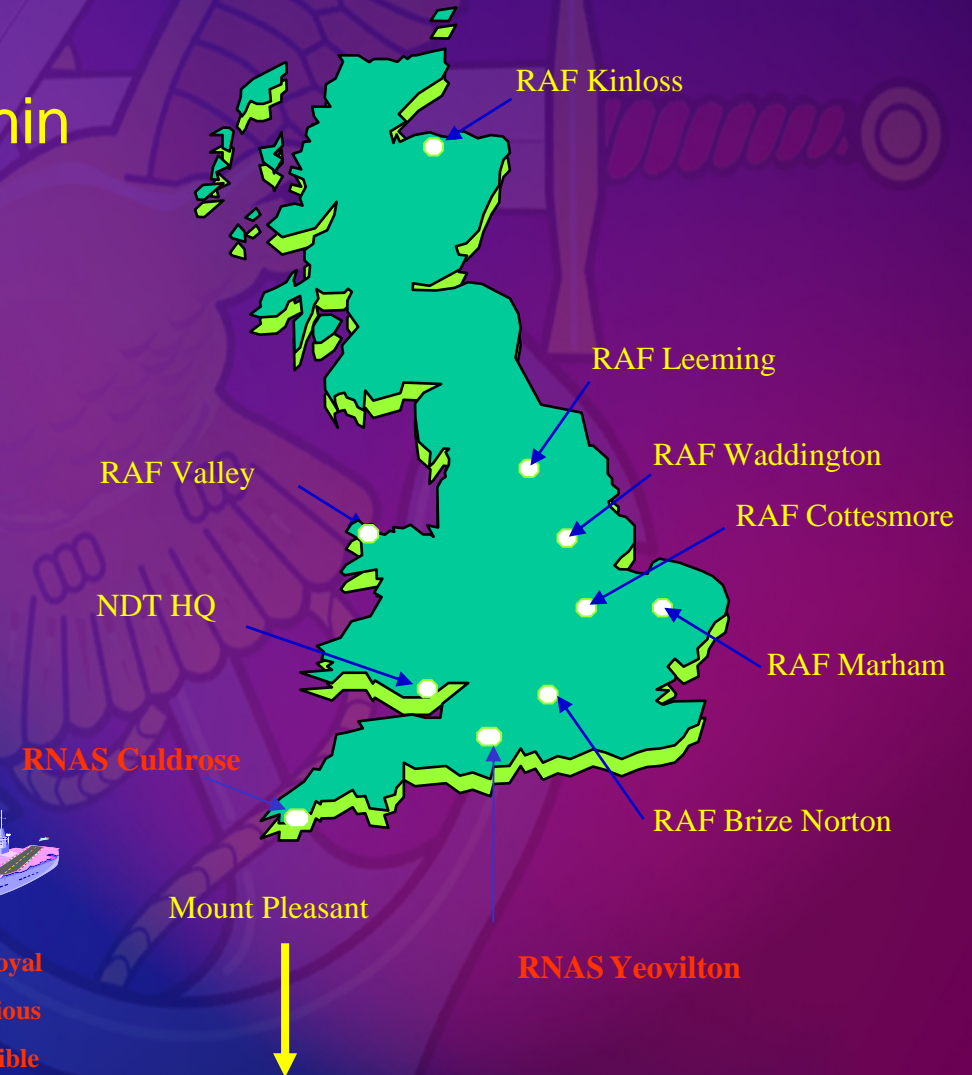 RAF Kinloss
RAF Leeming
RAF Valley
RAF Waddington
RAF Cottesmore
NDT HQ
RAF Marham
RNAS Culdrose
RAF Brize Norton
Mount Pleasant
RNAS Yeovilton